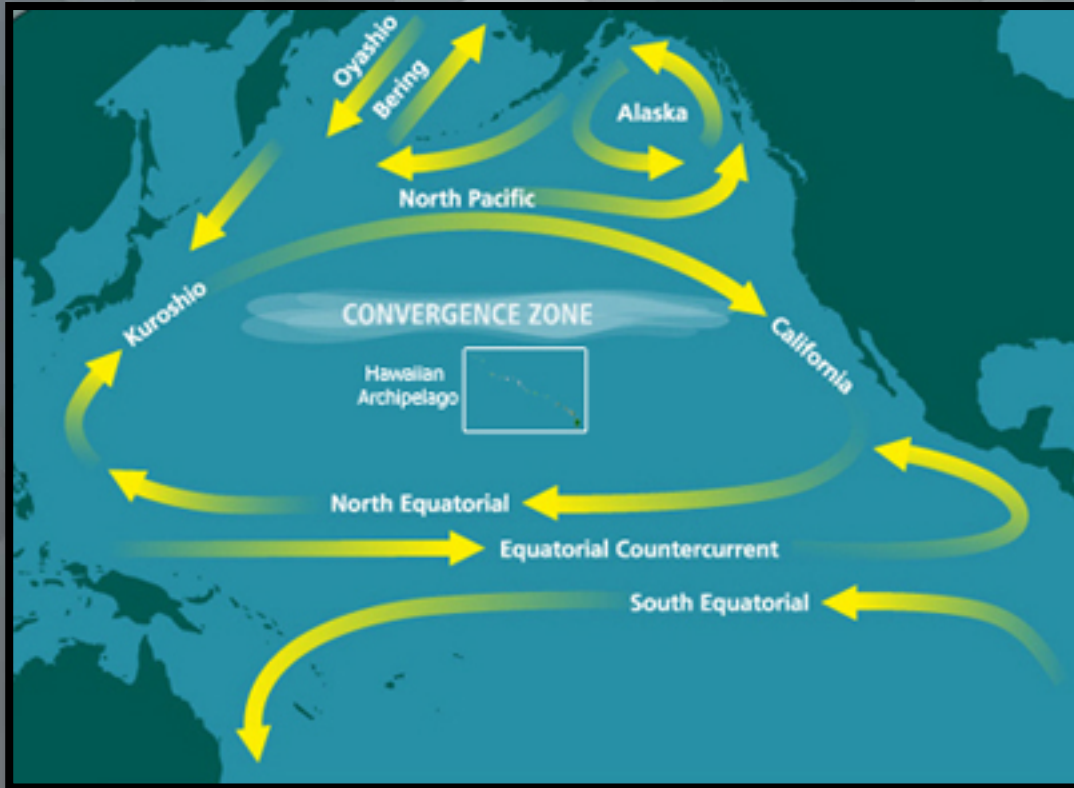 Oyashio
Bering
Alaska
North Pacific
Kuroshio
CONVERGENCE ZONE
California
Hawaiian
Archipelago
North Equatorial
Equatorial Countercurrent
South Equatorial